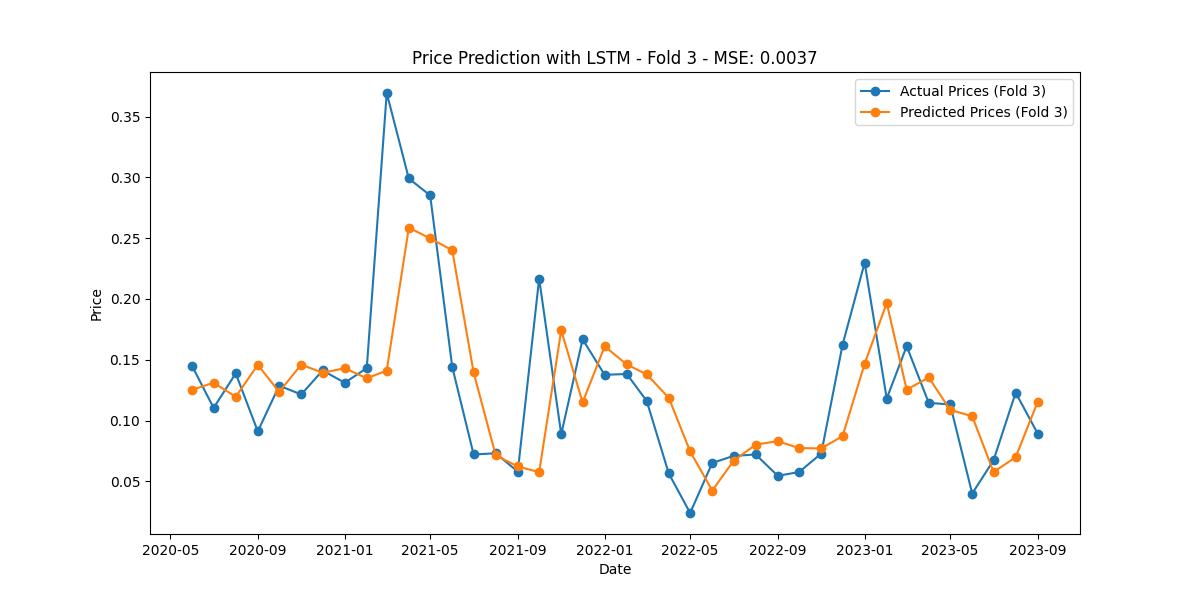 Price Prediction with LSTM - Fold 3 - MSE: 0.0037
Actual Prices (Fold 3)
Predicted Prices (Fold 3)
Price
0.35
0.30
0.25
0.20
0.15
0.10
0.05
2020-05 2020-09 2021-01 2021-05 2021-09 2022-01 2022-05 2022-09 2023-01 2023-05 2023-09
Date